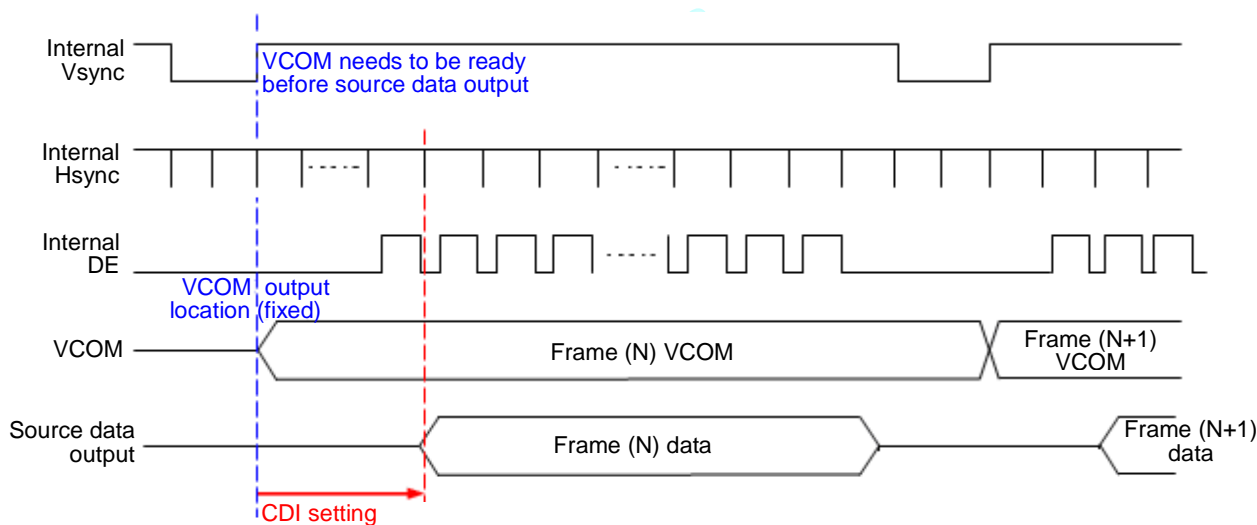 Internal
Vsync
VCOM needs to be ready
before source data output
Internal
Hsync
Internal
DE
VCOM output
location (fixed)
VCOM
Frame (N) VCOM
Frame (N+1)
VCOM
Source data
output
Frame (N) data
Frame (N+1)
data
CDI setting